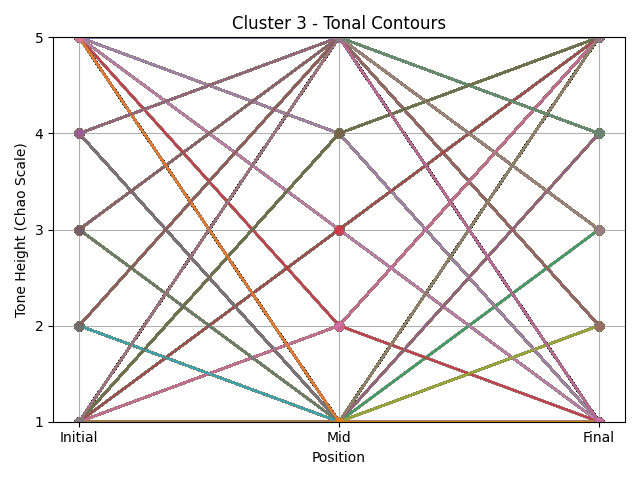 Cluster 3 - Tonal Contours
Tone Height (Chao Scale)
5
4
3
2
1
Initial
Mid
Final
Position